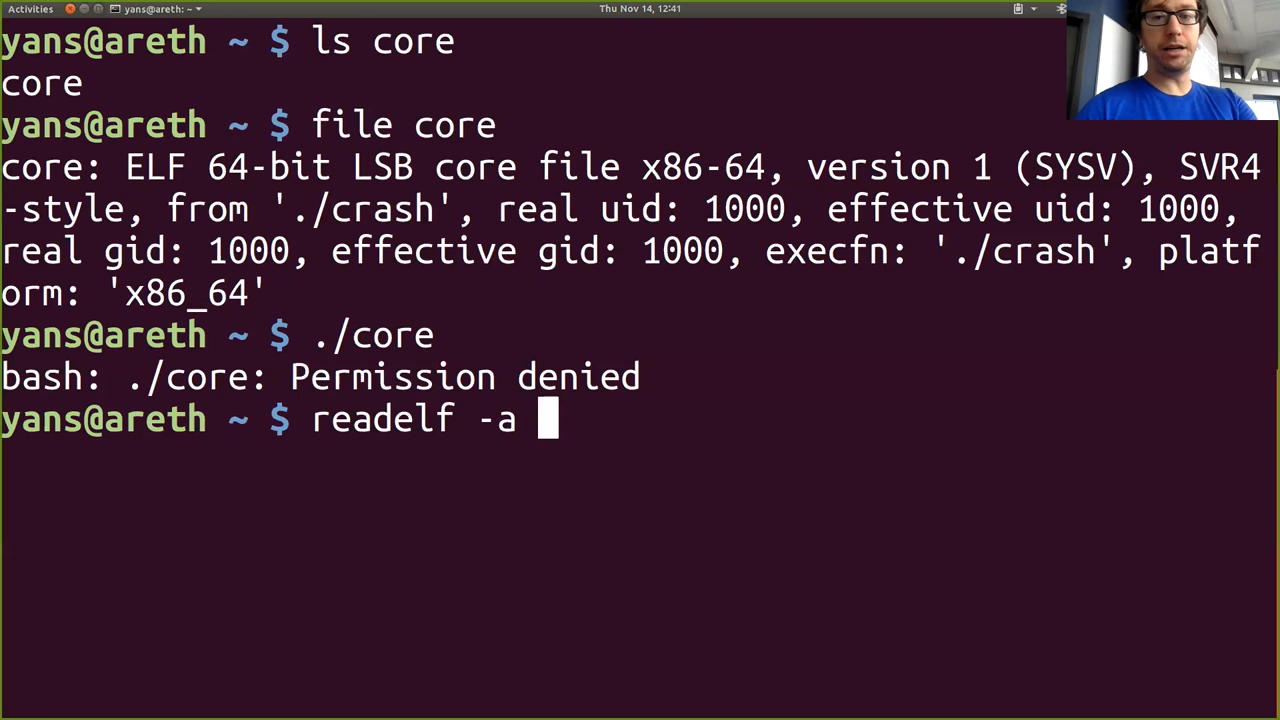 Activities yans@areth: ~ Thu Nov 14, 12:41
yans@areth ~ $ ls core
core
yans@areth ~ $ file core
core: ELF 64-bit LSB core file x86-64, version 1 (SYSV), SVR4
-style, from './crash', real uid: 1000, effective uid: 1000,
real gid: 1000, effective gid: 1000, execfn: './crash', platf
orm: 'x86_64'
yans@areth ~ $ ./core
bash: ./core: Permission denied
yans@areth ~ $ readelf -a